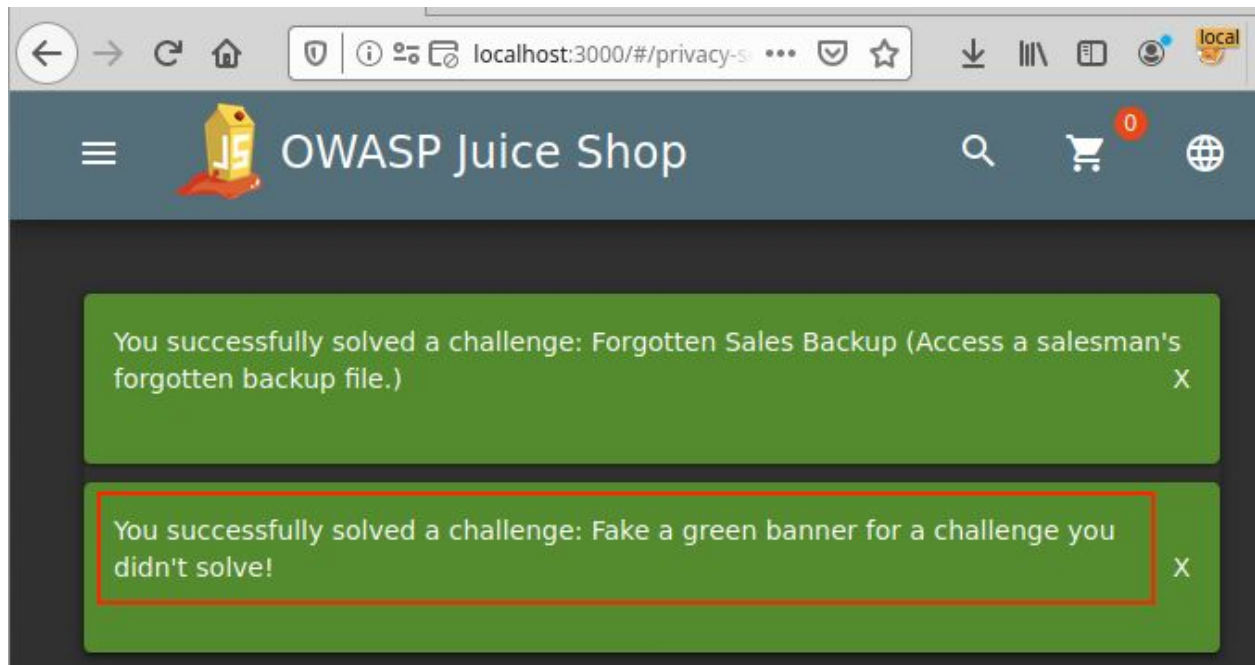 localhost:3000/#/privacy-s
local
JS
OWASP Juice Shop
0
You successfully solved a challenge: Forgotten Sales Backup (Access a salesman's
forgotten backup file.)
X
You successfully solved a challenge: Fake a green banner for a challenge you
didn't solve!
X